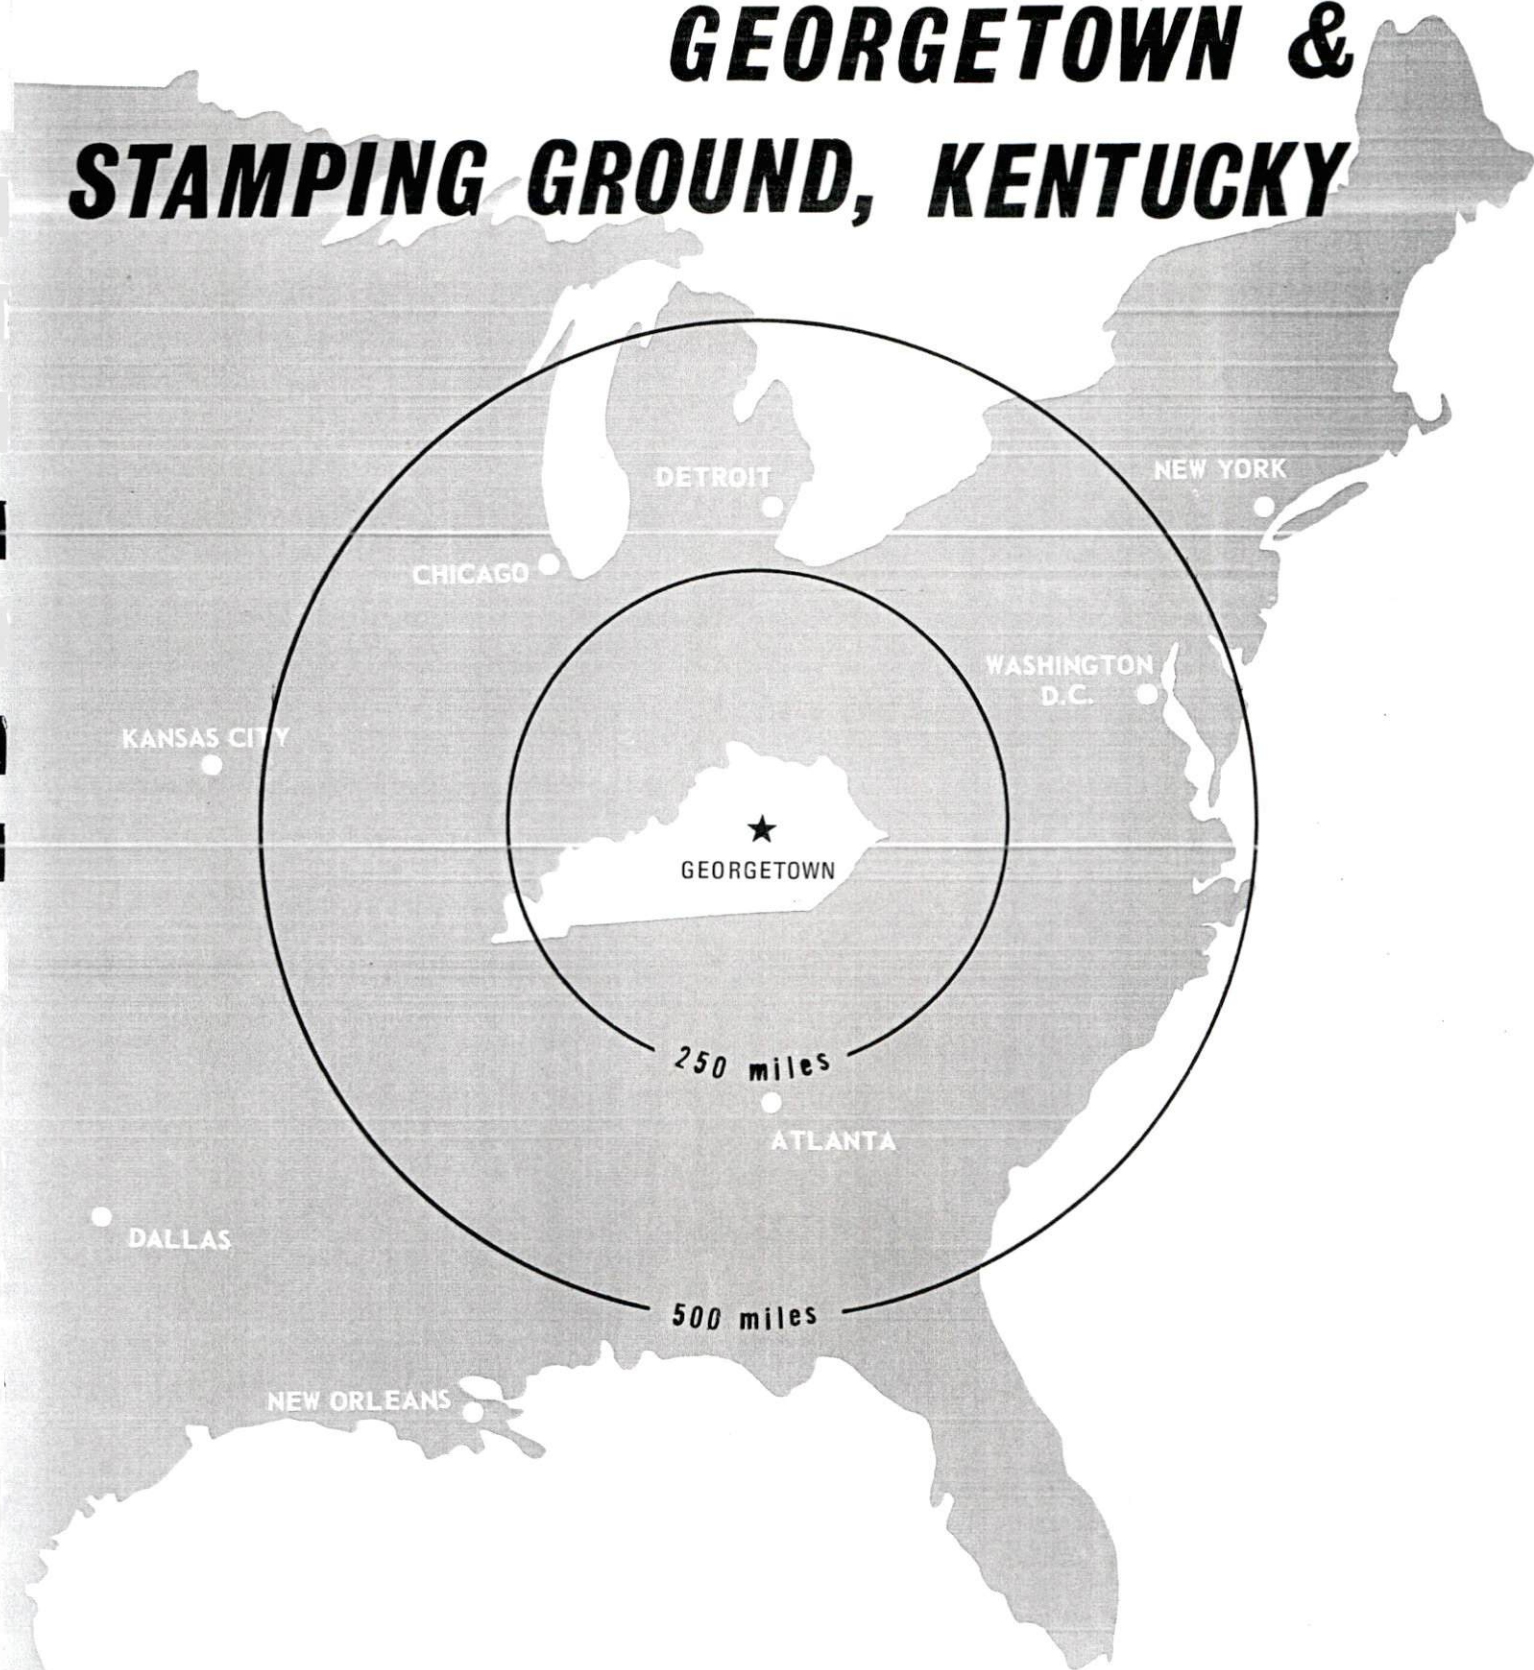 GEORGETOWN &
STAMPING GROUND, KENTUCKY
DETROIT
NEW YORK
CHICAGO
WASHINGTON
D.C.
KANSAS CITY
GEORGETOWN
250 miles
ATLANTA
DALLAS
500 miles
NEW ORLEANS